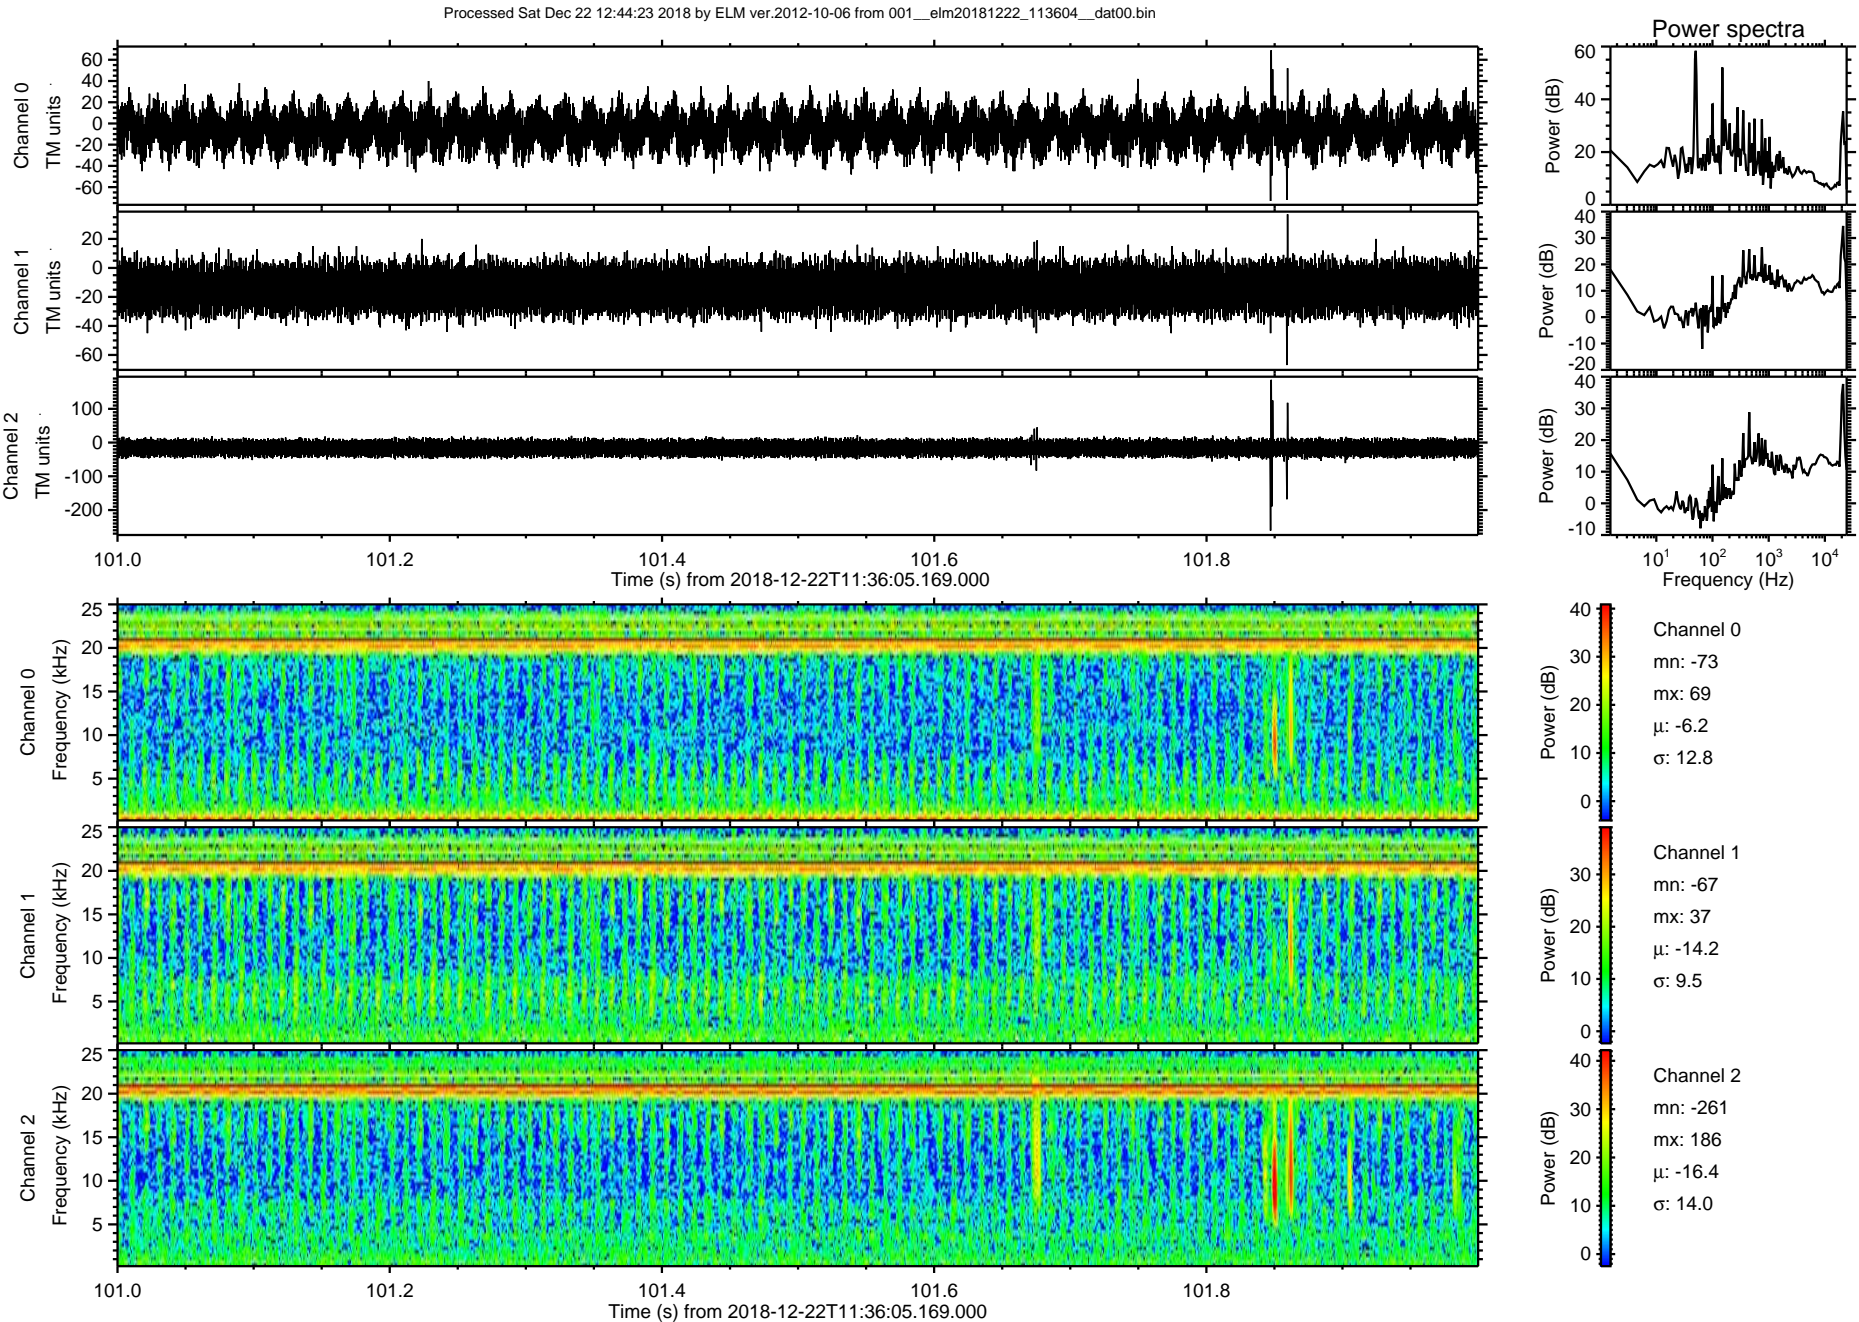 Processed Sat Dec 22 12:44:23 2018 by ELM ver.2012-10-06 from 001__elm20181222_113604__dat00.bin
Power spectra
Channel 0
TM units
60
40
20
0
-20
-40
-60
Power (dB)
60
40
20
0
Channel 1
TM units
20
0
-20
-40
-60
Power (dB)
40
30
20
10
0
-10
-20
Channel 2
TM units
100
0
-100
-200
Power (dB)
40
30
20
10
0
-10
101.0 101.2 101.4 101.6 101.8
Time (s) from 2018-12-22T11:36:05.169.000
10^1 10^2 10^3 10^4
Frequency (Hz)
Channel 0
Frequency (kHz)
25
20
15
10
5
Power (dB)
40
30
20
10
0
Channel 0
mn: -73
mx: 69
μ: -6.2
σ: 12.8
Channel 1
Frequency (kHz)
25
20
15
10
5
Power (dB)
30
20
10
0
Channel 1
mn: -67
mx: 37
μ: -14.2
σ: 9.5
Channel 2
Frequency (kHz)
25
20
15
10
5
Power (dB)
40
30
20
10
0
Channel 2
mn: -261
mx: 186
μ: -16.4
σ: 14.0
101.0 101.2 101.4 101.6 101.8
Time (s) from 2018-12-22T11:36:05.169.000